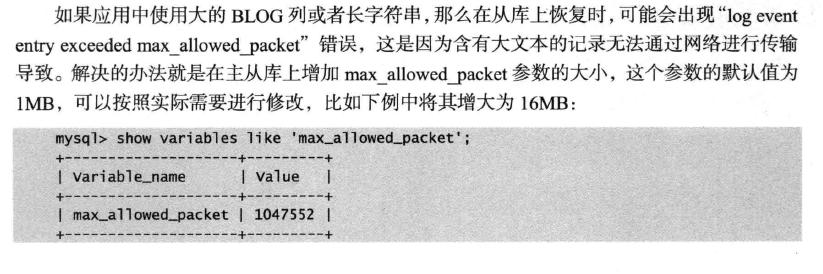 如果应用中使用大的 BLOG 列或者长字符串，那么在从库上恢复时，可能会出现“log event
entry exceeded max_allowed_packet”错误，这是因为含有大文本的记录无法通过网络进行传输
导致。解决的办法就是在主从库上增加 max_allowed_packet 参数的大小，这个参数的默认值为
1MB，可以按照实际需要进行修改，比如下例中将其增大为 16MB：
mysql> show variables like 'max_allowed_packet';
+--------------------+---------+
| Variable_name      | Value   |
+--------------------+---------+
| max_allowed_packet | 1047552 |
+--------------------+---------+